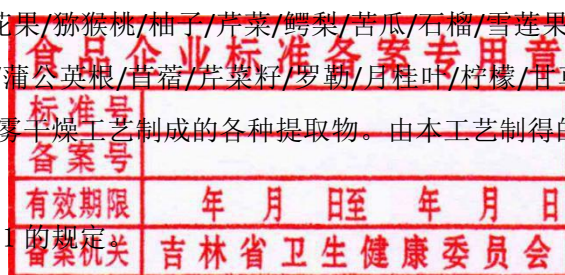 花果/猕猴桃/柚子/芹菜/鳄梨/苦瓜/石榴/雪莲果
食品企业标准备案专用章
蒲公英根/苜蓿/芹菜籽/罗勒/月桂叶/柠檬/甘草
标准号
雾干燥工艺制成的各种提取物。由本工艺制得的
备案号
有效期限 年 月 日至 年 月 日
1 的规定。
备案机关 吉林省卫生健康委员会